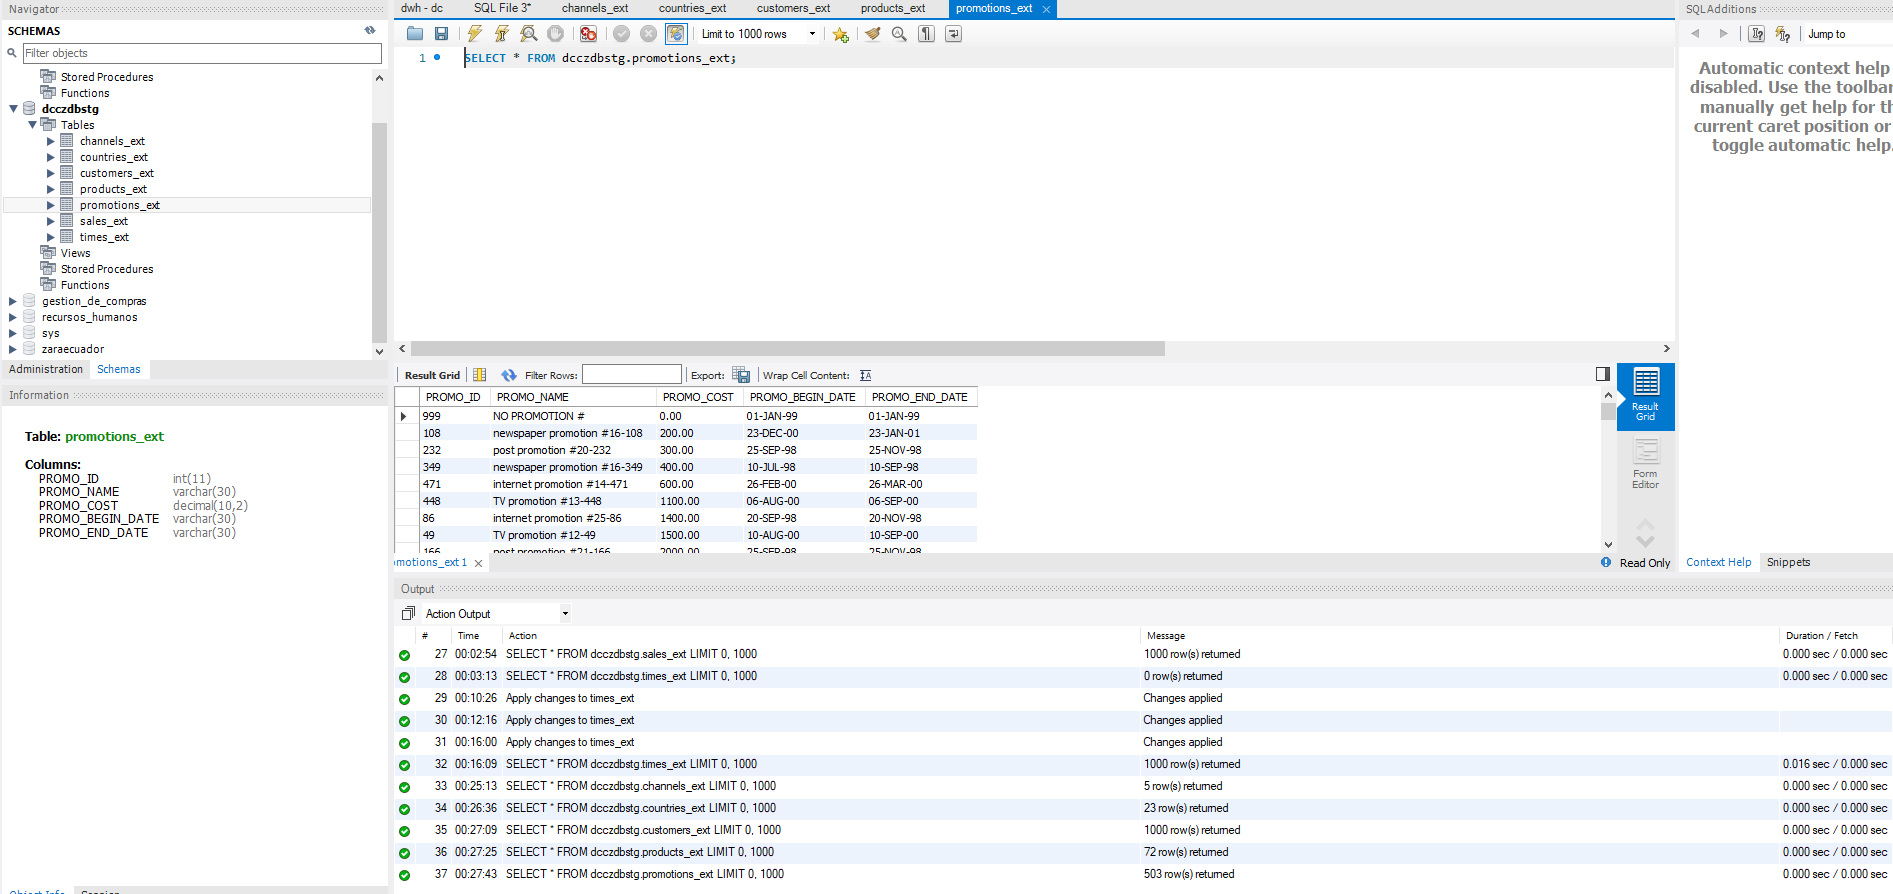 Navigator
SCHEMAS
Filter objects
Stored Procedures
Functions
dcczdbstg
Tables
channels_ext
countries_ext
customers_ext
products_ext
promotions_ext
sales_ext
times_ext
Views
Stored Procedures
Functions
gestion_de_compras
recursos_humanos
sys
zaraecuador
Administration Schemas
Information
Table: promotions_ext
Columns:
PROMO_ID int(11)
PROMO_NAME varchar(30)
PROMO_COST decimal(10,2)
PROMO_BEGIN_DATE varchar(30)
PROMO_END_DATE varchar(30)
Object Info Session
dwh - dc SQL File 3* channels_ext countries_ext customers_ext products_ext promotions_ext
Limit to 1000 rows
1 SELECT * FROM dcczdbstg.promotions_ext;
Result Grid Filter Rows: Export: Wrap Cell Content:
PROMO_ID PROMO_NAME PROMO_COST PROMO_BEGIN_DATE PROMO_END_DATE
999 NO PROMOTION # 0.00 01-JAN-99 01-JAN-99
108 newspaper promotion #16-108 200.00 23-DEC-00 23-JAN-01
232 post promotion #20-232 300.00 25-SEP-98 25-NOV-98
349 newspaper promotion #16-349 400.00 10-JUL-98 10-SEP-98
471 internet promotion #14-471 600.00 26-FEB-00 26-MAR-00
448 TV promotion #13-448 1100.00 06-AUG-00 06-SEP-00
86 internet promotion #25-86 1400.00 20-SEP-98 20-NOV-98
49 TV promotion #12-49 1500.00 10-AUG-00 10-SEP-00
166 post promotion #21-166 2000.00 25-SEP-98 25-NOV-98
Result
Grid
Form
Editor
omotions_ext 1
Read Only
SQLAdditions
Jump to
Automatic context help
disabled. Use the toolbar
manually get help for th
current caret position or
toggle automatic help.
Context Help Snippets
Output
Action Output
# Time Action Message Duration / Fetch
27 00:02:54 SELECT * FROM dcczdbstg.sales_ext LIMIT 0, 1000 1000 row(s) returned 0.000 sec / 0.000 sec
28 00:03:13 SELECT * FROM dcczdbstg.times_ext LIMIT 0, 1000 0 row(s) returned 0.000 sec / 0.000 sec
29 00:10:26 Apply changes to times_ext Changes applied
30 00:12:16 Apply changes to times_ext Changes applied
31 00:16:00 Apply changes to times_ext Changes applied
32 00:16:09 SELECT * FROM dcczdbstg.times_ext LIMIT 0, 1000 1000 row(s) returned 0.016 sec / 0.000 sec
33 00:25:13 SELECT * FROM dcczdbstg.channels_ext LIMIT 0, 1000 5 row(s) returned 0.000 sec / 0.000 sec
34 00:26:36 SELECT * FROM dcczdbstg.countries_ext LIMIT 0, 1000 23 row(s) returned 0.000 sec / 0.000 sec
35 00:27:09 SELECT * FROM dcczdbstg.customers_ext LIMIT 0, 1000 1000 row(s) returned 0.000 sec / 0.000 sec
36 00:27:25 SELECT * FROM dcczdbstg.products_ext LIMIT 0, 1000 72 row(s) returned 0.000 sec / 0.000 sec
37 00:27:43 SELECT * FROM dcczdbstg.promotions_ext LIMIT 0, 1000 503 row(s) returned 0.000 sec / 0.000 sec